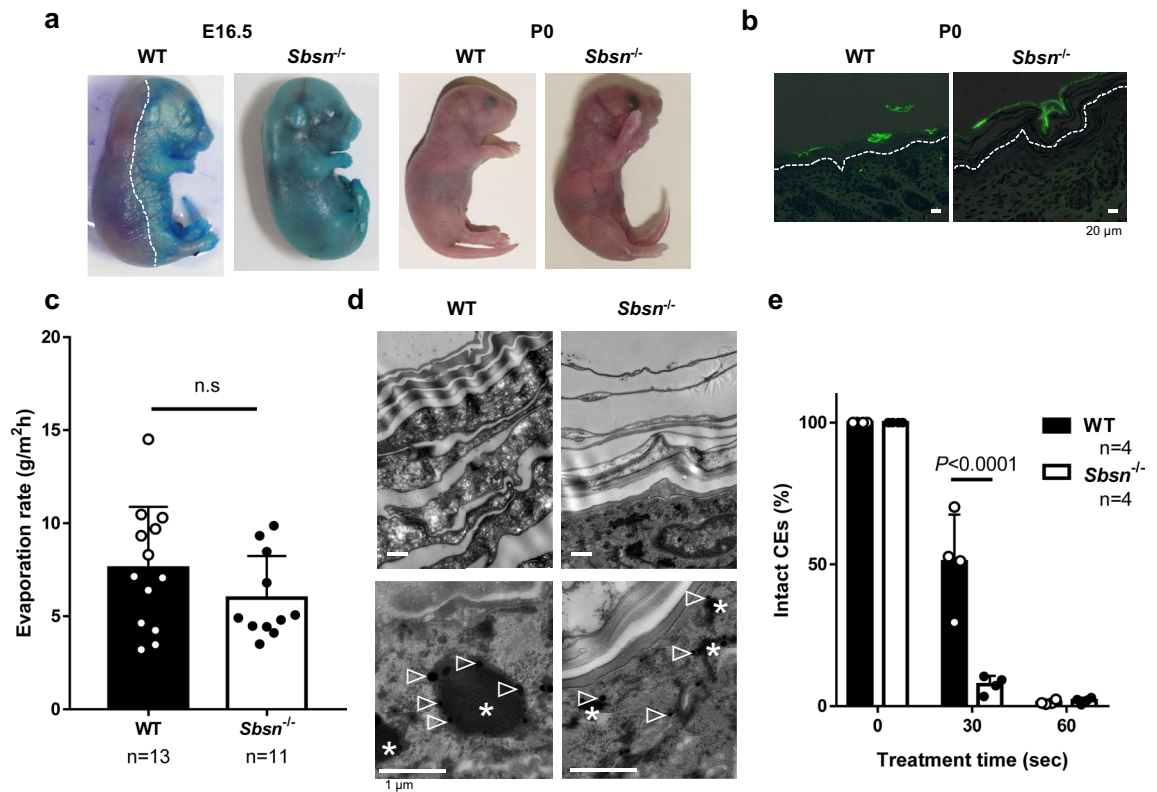 a
E16.5
WT
Sbsn-/-
P0
WT
Sbsn-/-
b
P0
WT
Sbsn-/-
20 µm
c
20
15
10
5
0
Evaporation rate (g/m2h)
n.s
WT
Sbsn-/-
n=13
n=11
d
WT
Sbsn-/-
*
*
*
*
*
1 µm
e
100
50
0
Intact CEs (%)
P<0.0001
WT
n=4
Sbsn-/-
n=4
0
30
60
Treatment time (sec)